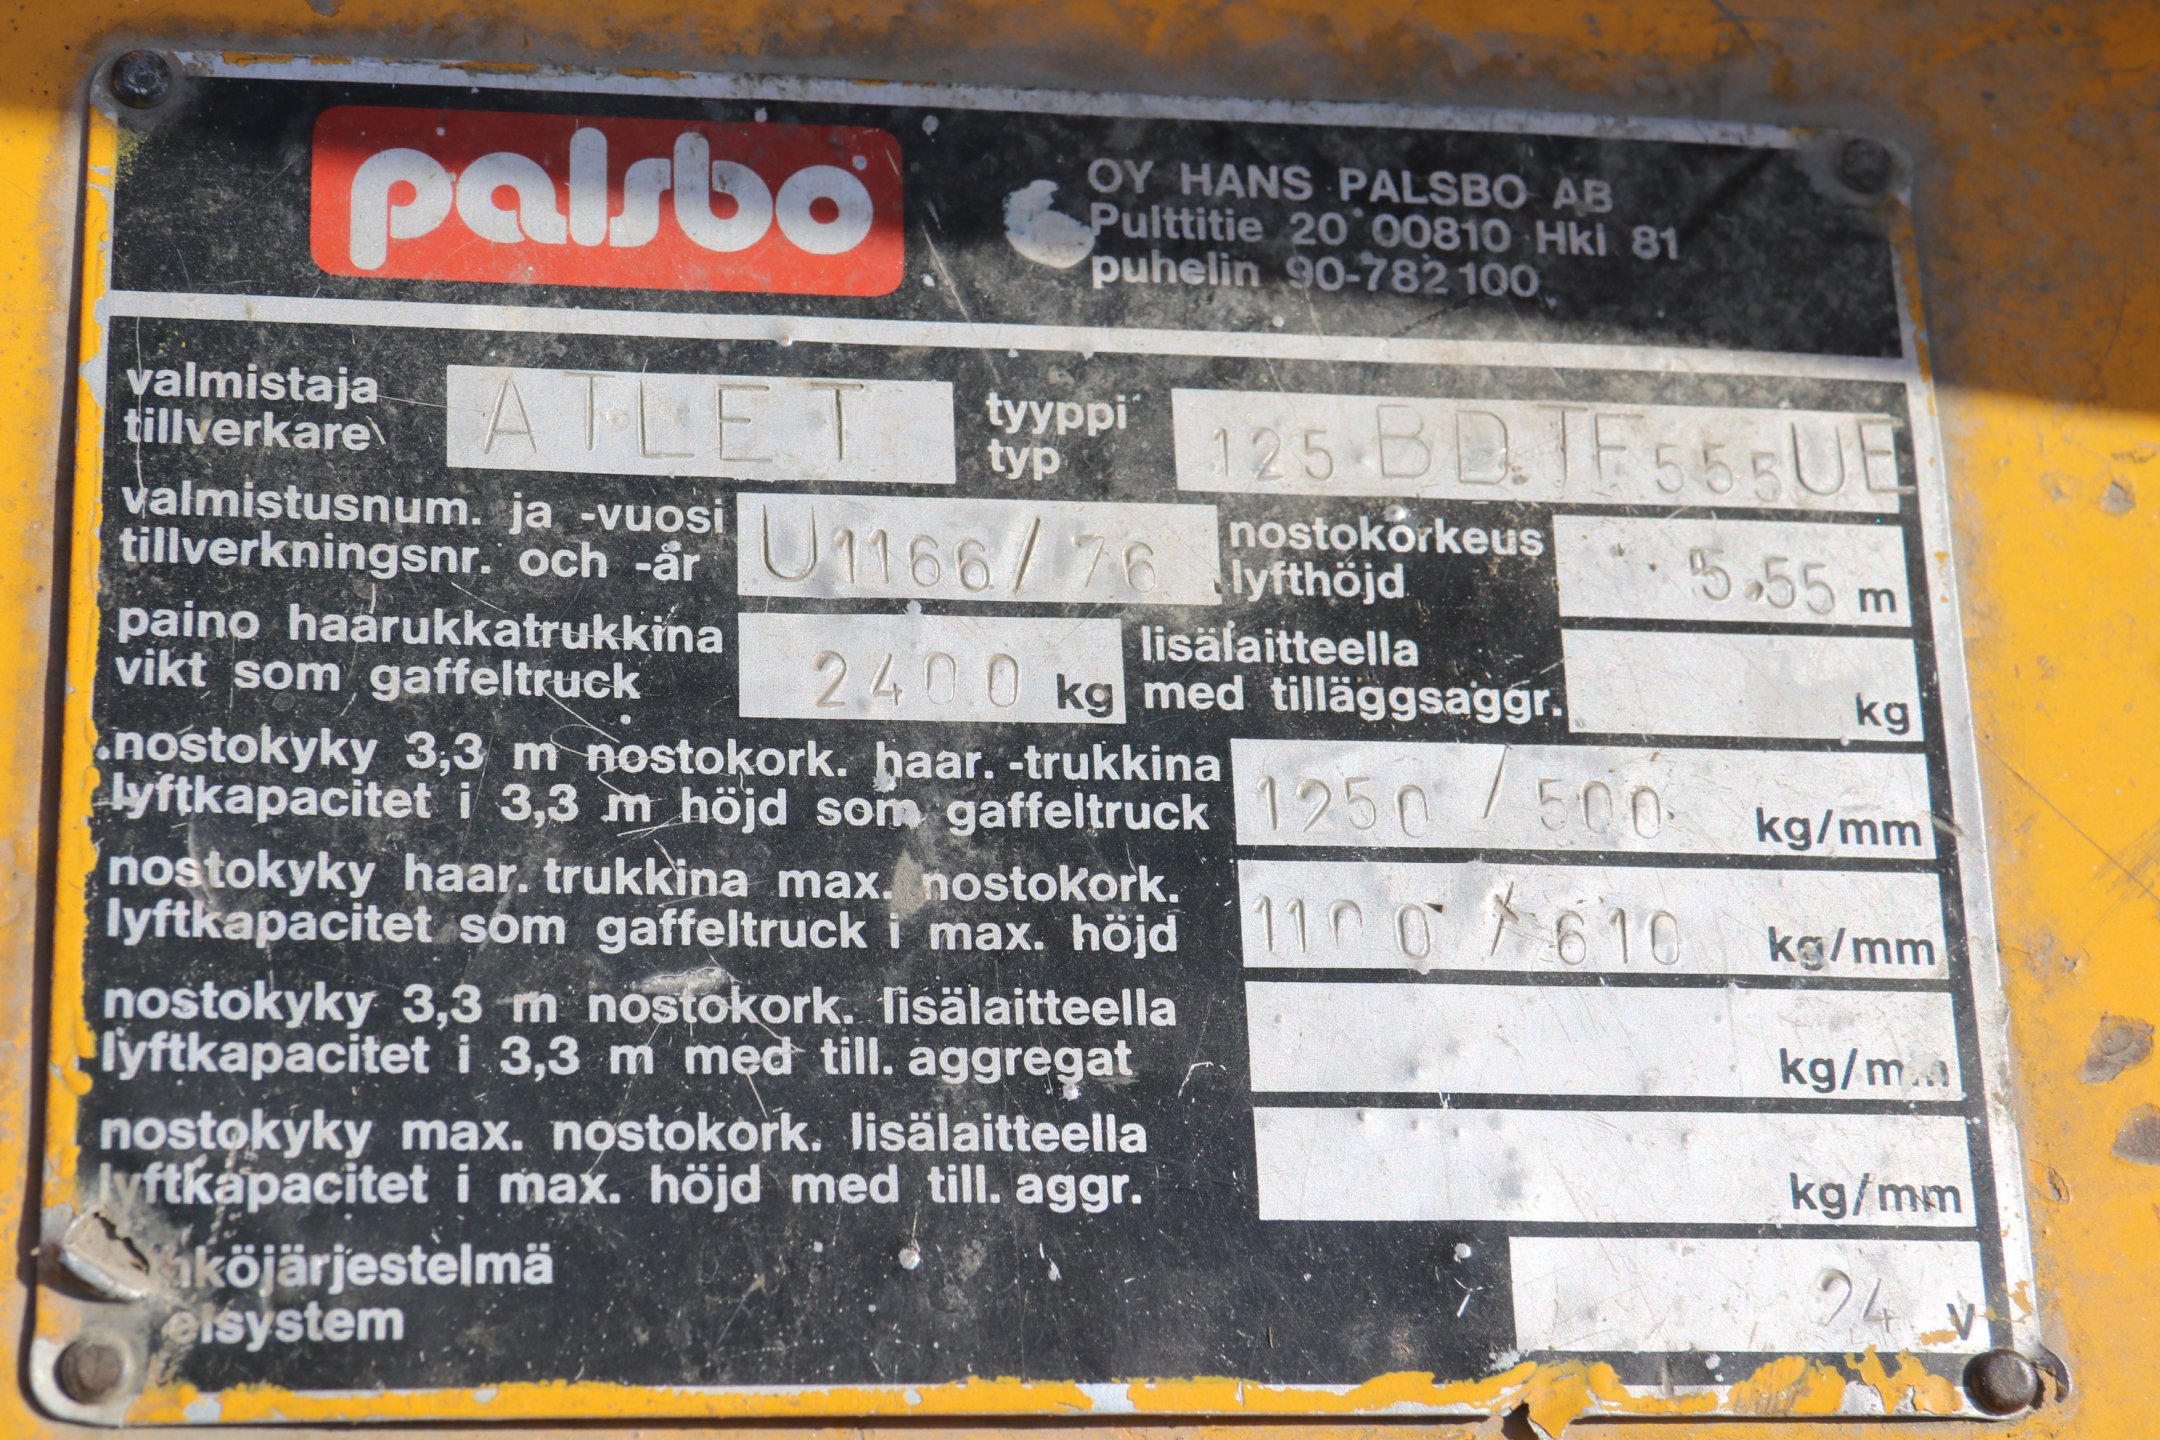 palsbo
OY HANS PALSBO AB
Pulttitie 20 00810 Hki 81
puhelin 90-782 100
valmistaja
tillverkare
ATLET
tyyppi
typ
125 BDTF 555 UE
valmistusnum. ja -vuosi
tillverkningsnr. och -år
U1166/76
nostokorkeus
lyfthöjd
5.55 m
paino haarukkatrukkina
vikt som gaffeltruck
2400 kg
lisälaitteella
med tilläggsaggr.
kg
nostokyky 3,3 m nostokork. haar. -trukkina
lyftkapacitet i 3,3 m höjd som gaffeltruck
1250 / 500 kg/mm
nostokyky haar. trukkina max. nostokork.
lyftkapacitet som gaffeltruck i max. höjd
1100 / 610 kg/mm
nostokyky 3,3 m nostokork. lisälaitteella
lyftkapacitet i 3,3 m med till. aggregat
kg/mm
nostokyky max. nostokork. lisälaitteella
lyftkapacitet i max. höjd med till. aggr.
kg/mm
köjärjestelmä
elsystem
24 V